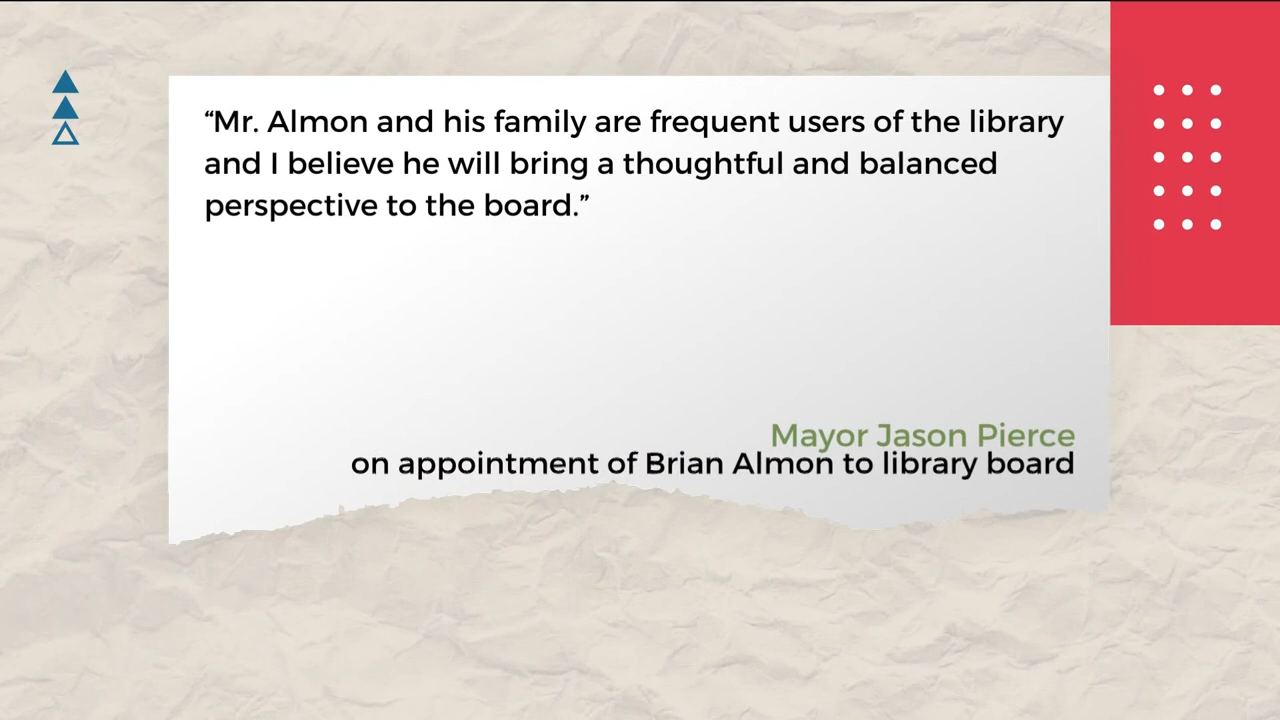 “Mr. Almon and his family are frequent users of the library
and I believe he will bring a thoughtful and balanced
perspective to the board.”
Mayor Jason Pierce
on appointment of Brian Almon to library board